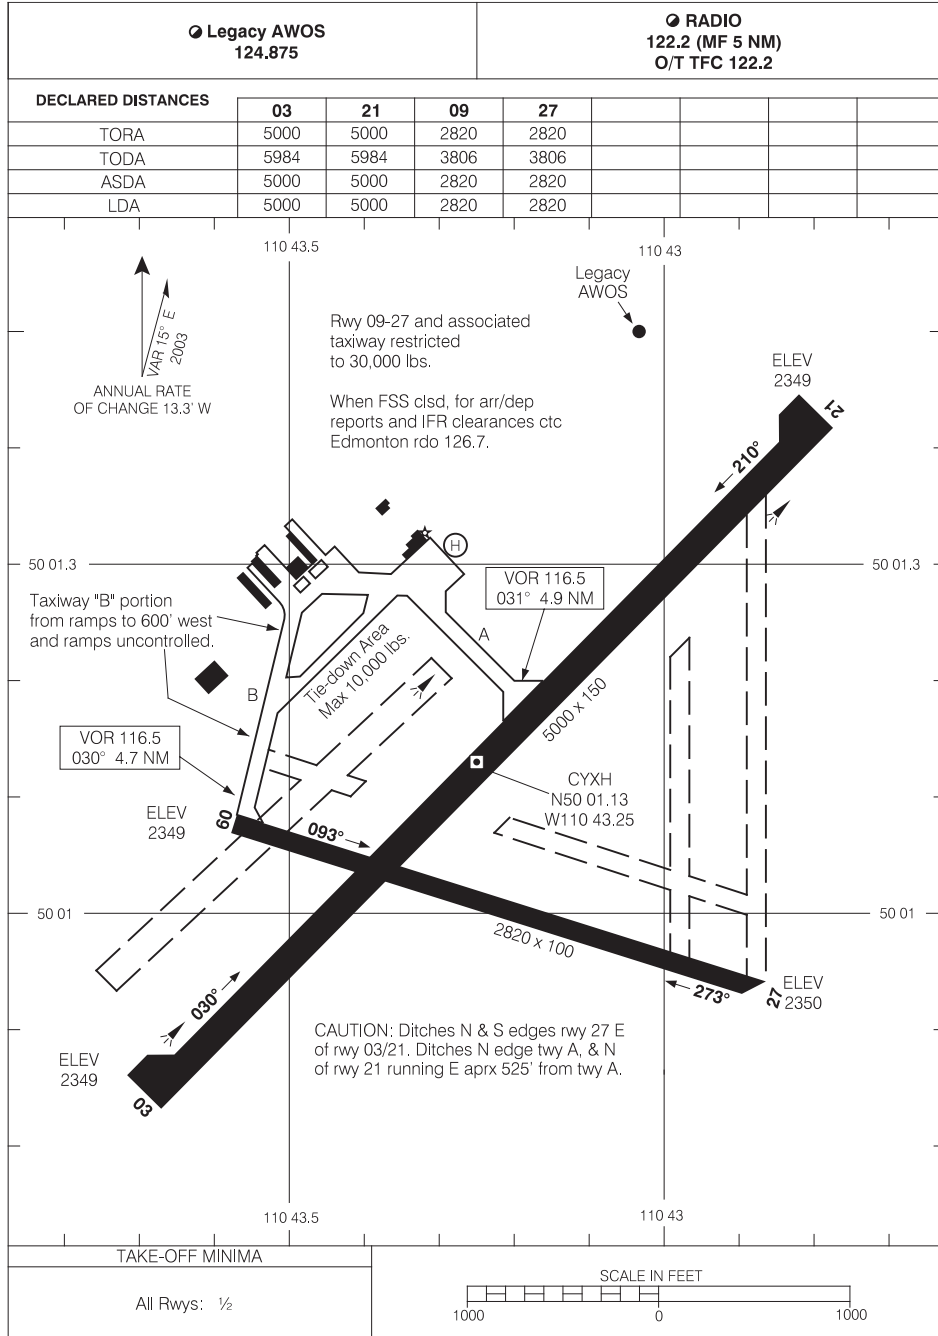 Legacy AWOS
124.875
RADIO
122.2 (MF 5 NM)
O/T TFC 122.2
DECLARED DISTANCES
03 21 09 27
TORA 5000 5000 2820 2820
TODA 5984 5984 3806 3806
ASDA 5000 5000 2820 2820
LDA 5000 5000 2820 2820
110 43.5
110 43
Legacy
AWOS
VAR 15° E
2003
ANNUAL RATE
OF CHANGE 13.3' W
Rwy 09-27 and associated
taxiway restricted
to 30,000 lbs.
When FSS clsd, for arr/dep
reports and IFR clearances ctc
Edmonton rdo 126.7.
ELEV
2349
21
210°
H
50 01.3
50 01.3
VOR 116.5
031° 4.9 NM
Taxiway "B" portion
from ramps to 600' west
and ramps uncontrolled.
A
Tie-down Area
Max 10,000 lbs.
B
5000 x 150
VOR 116.5
030° 4.7 NM
CYXH
N50 01.13
W110 43.25
ELEV
2349
09
093°
50 01
50 01
2820 x 100
030°
273°
27
ELEV
2350
CAUTION: Ditches N & S edges rwy 27 E
of rwy 03/21. Ditches N edge twy A, & N
of rwy 21 running E aprx 525' from twy A.
ELEV
2349
03
110 43.5
110 43
TAKE-OFF MINIMA
All Rwys: ½
SCALE IN FEET
1000 0 1000